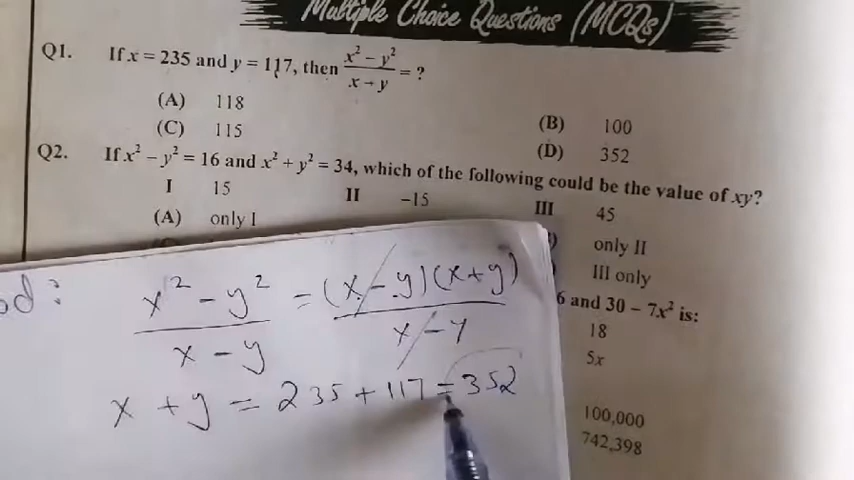 Multiple Choice Questions (MCQs)
Q1. If x = 235 and y = 117, then (x² – y²)/(x – y) = ?
(A) 118
(B) 100
(C) 115
(D) 352
Q2. If x² – y² = 16 and x² + y² = 34, which of the following could be the value of xy?
I 15 II –15 III 45
(A) only I
only II
III only
6 and 30 – 7x² is:
18
5x
100,000
742,398
od:
(x² – y²)/(x – y) = (x – y)(x + y)/(x – y)
x + y = 235 + 117 = 352